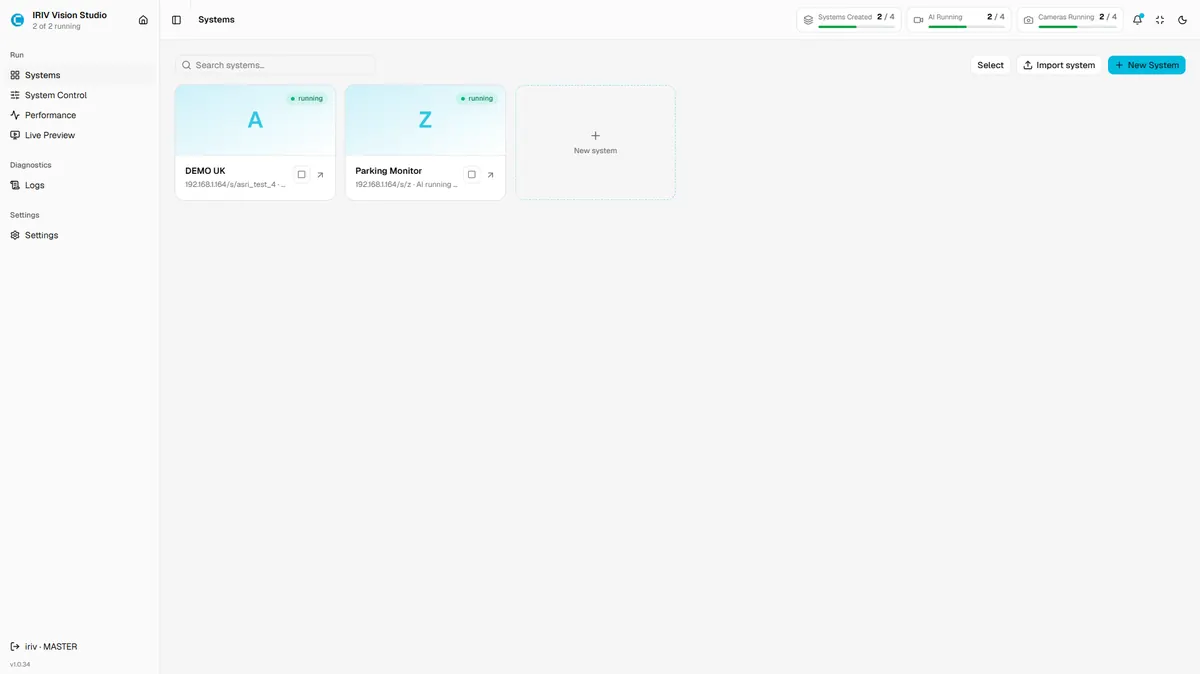 IRIV Vision Studio
2 of 2 running
Run
Systems
System Control
Performance
Live Preview
Diagnostics
Logs
Settings
Settings
iriv · MASTER
v1.0.34
Systems
Systems Created 2 / 4
AI Running 2 / 4
Cameras Running 2 / 4
Search systems...
Select
Import system
New System
running
A
DEMO UK
192.168.1.164/s/asri_test_4 · ...
running
Z
Parking Monitor
192.168.1.164/s/z · AI running ...
New system